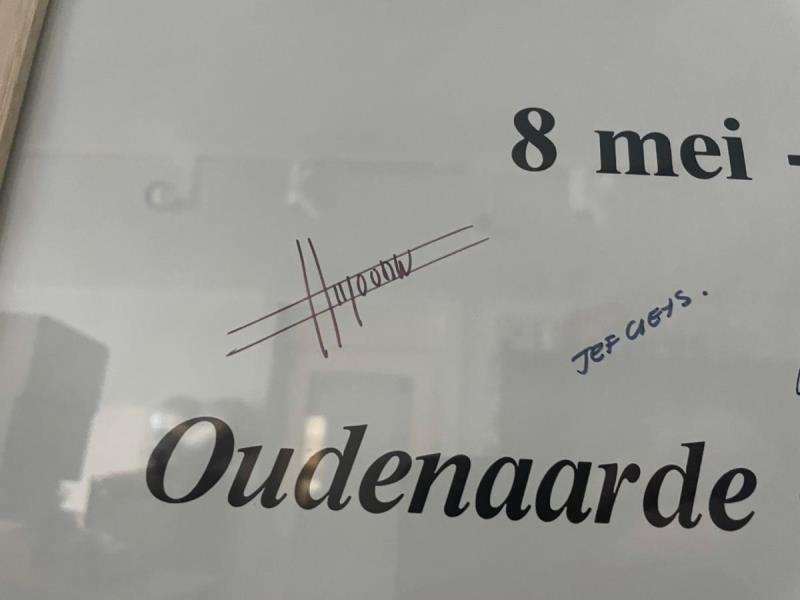 8 mei -
JEF GEYS.
Oudenaarde